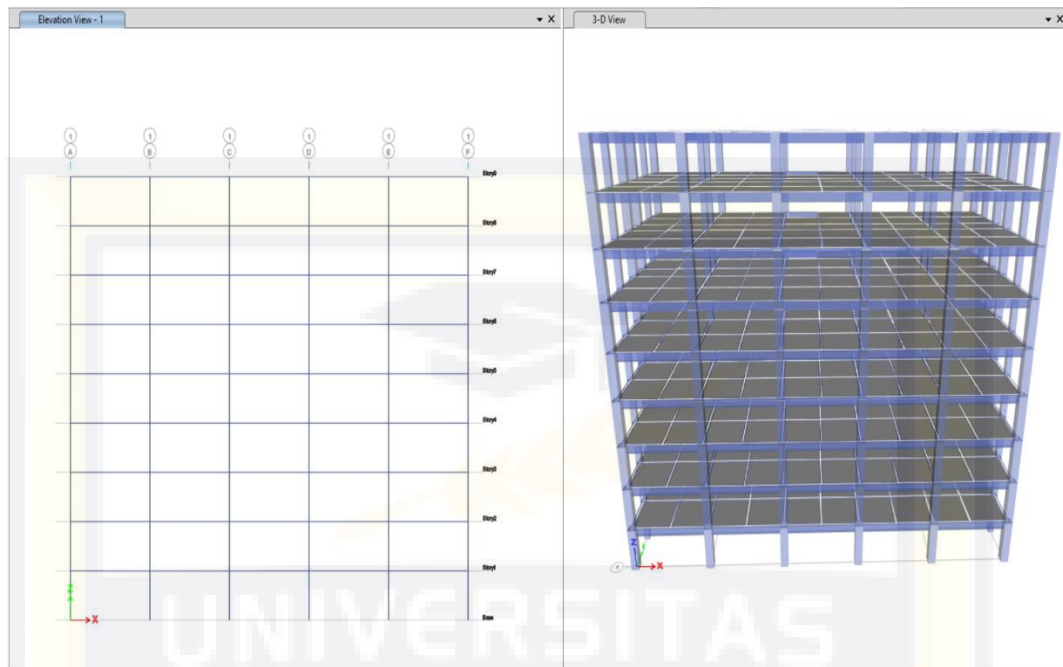 Elevation View - 1
3-D View
1 1 1 1 1 1
A B C D E F
Story9
Story8
Story7
Story6
Story5
Story4
Story3
Story2
Story1
Base
Z
X
Z
X
UNIVERSITAS